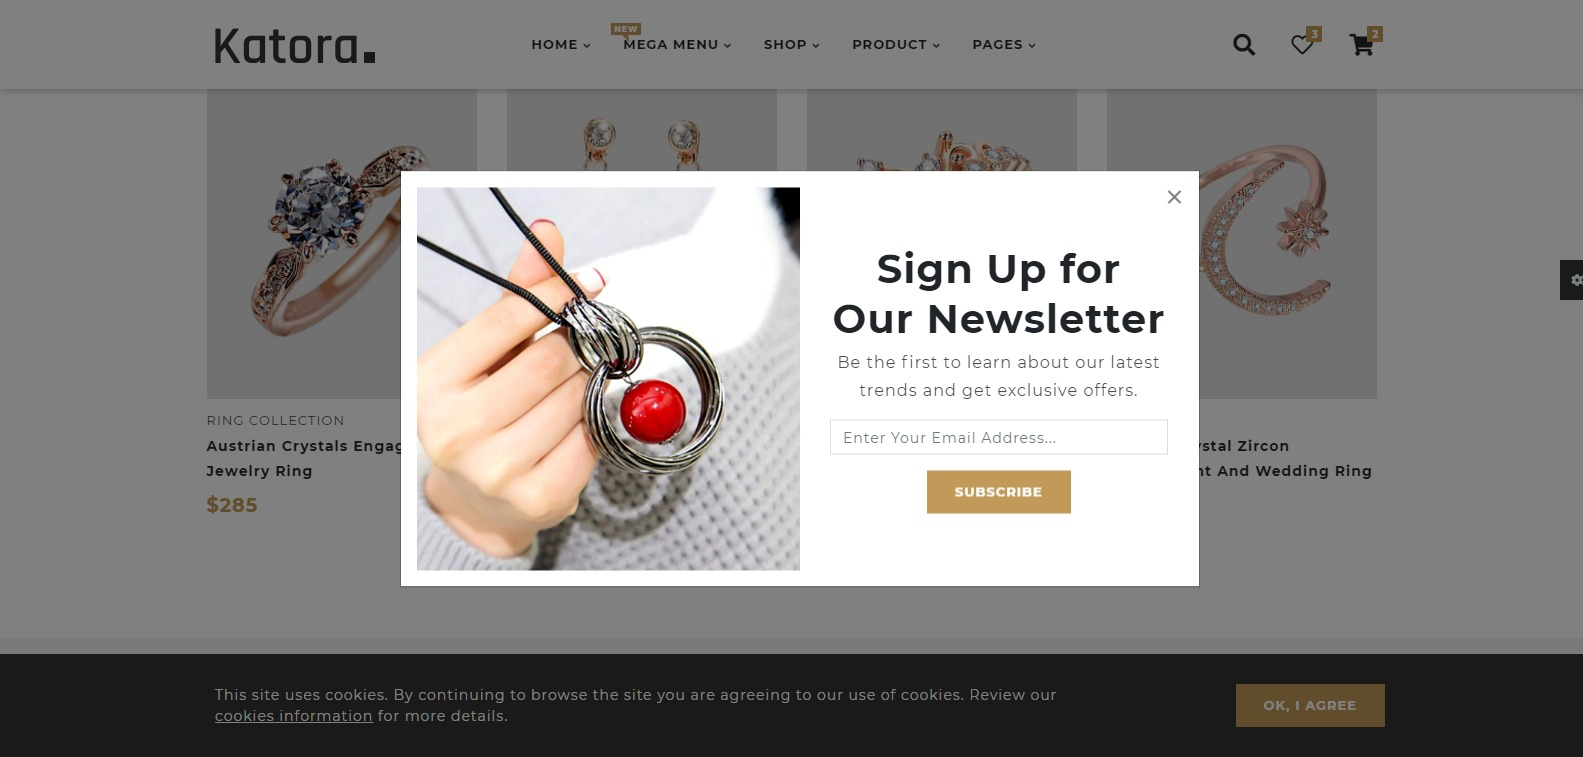 Katora.
HOME
NEW
MEGA MENU
SHOP
PRODUCT
PAGES
3
2
Sign Up for
Our Newsletter
Be the first to learn about our latest
trends and get exclusive offers.
Enter Your Email Address...
SUBSCRIBE
RING COLLECTION
Austrian Crystals Engag
Jewelry Ring
$285
ystal Zircon
nt And Wedding Ring
This site uses cookies. By continuing to browse the site you are agreeing to our use of cookies. Review our
cookies information for more details.
OK, I AGREE